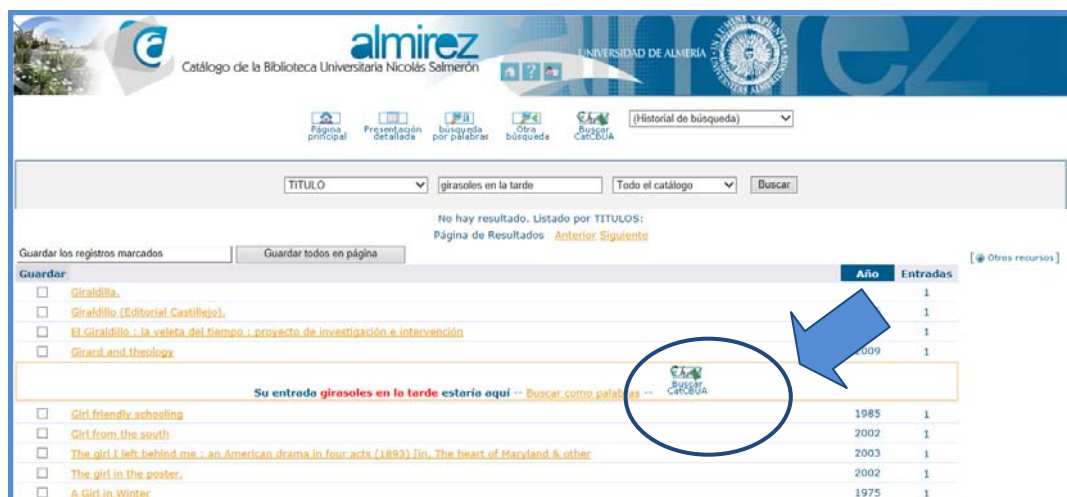 almirez
Catálogo de la Biblioteca Universitaria Nicolás Salmerón
UNIVERSIDAD DE ALMERÍA
Página principal
Presentación detallada
búsqueda por palabras
Otra búsqueda
Buscar CatCBUA
(Historial de búsqueda)
TITULO girasoles en la tarde Todo el catálogo Buscar
No hay resultado. Listado por TITULOS:
Página de Resultados Anterior Siguiente
Guardar los registros marcados Guardar todos en página
[Otros recursos]
Guardar Año Entradas
Giraldilla. 1
Giraldillo (Editorial Castillejo). 1
El Giraldillo : la veleta del tiempo : proyecto de investigación e intervención 1
Girard and theology 2009 1
Su entrada girasoles en la tarde estaría aquí -- Buscar como palabras -- Buscar CatCBUA
Girl friendly schooling 1985 1
Girl from the south 2002 1
The girl I left behind me : an American drama in four acts (1893) [in, The heart of Maryland & other 2003 1
The girl in the poster. 2002 1
A Girl in Winter 1975 1